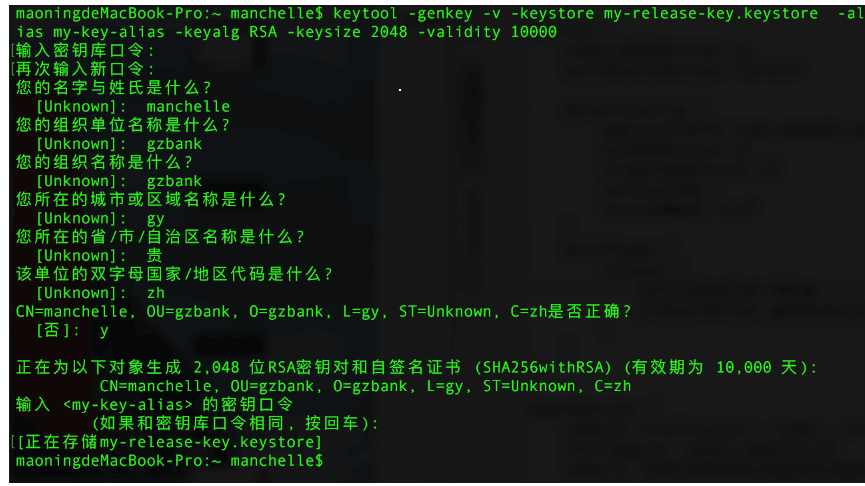 maoningdeMacBook-Pro:~ manchelle$ keytool -genkey -v -keystore my-release-key.keystore  -al
ias my-key-alias -keyalg RSA -keysize 2048 -validity 10000
[输入密钥库口令:
[再次输入新口令:
您的名字与姓氏是什么?
  [Unknown]:  manchelle
您的组织单位名称是什么?
  [Unknown]:  gzbank
您的组织名称是什么?
  [Unknown]:  gzbank
您所在的城市或区域名称是什么?
  [Unknown]:  gy
您所在的省/市/自治区名称是什么?
  [Unknown]:  贵
该单位的双字母国家/地区代码是什么?
  [Unknown]:  zh
CN=manchelle, OU=gzbank, O=gzbank, L=gy, ST=Unknown, C=zh是否正确?
  [否]:  y
正在为以下对象生成 2,048 位RSA密钥对和自签名证书 (SHA256withRSA) (有效期为 10,000 天):
         CN=manchelle, OU=gzbank, O=gzbank, L=gy, ST=Unknown, C=zh
输入 <my-key-alias> 的密钥口令
        (如果和密钥库口令相同, 按回车):
[[正在存储my-release-key.keystore]
maoningdeMacBook-Pro:~ manchelle$